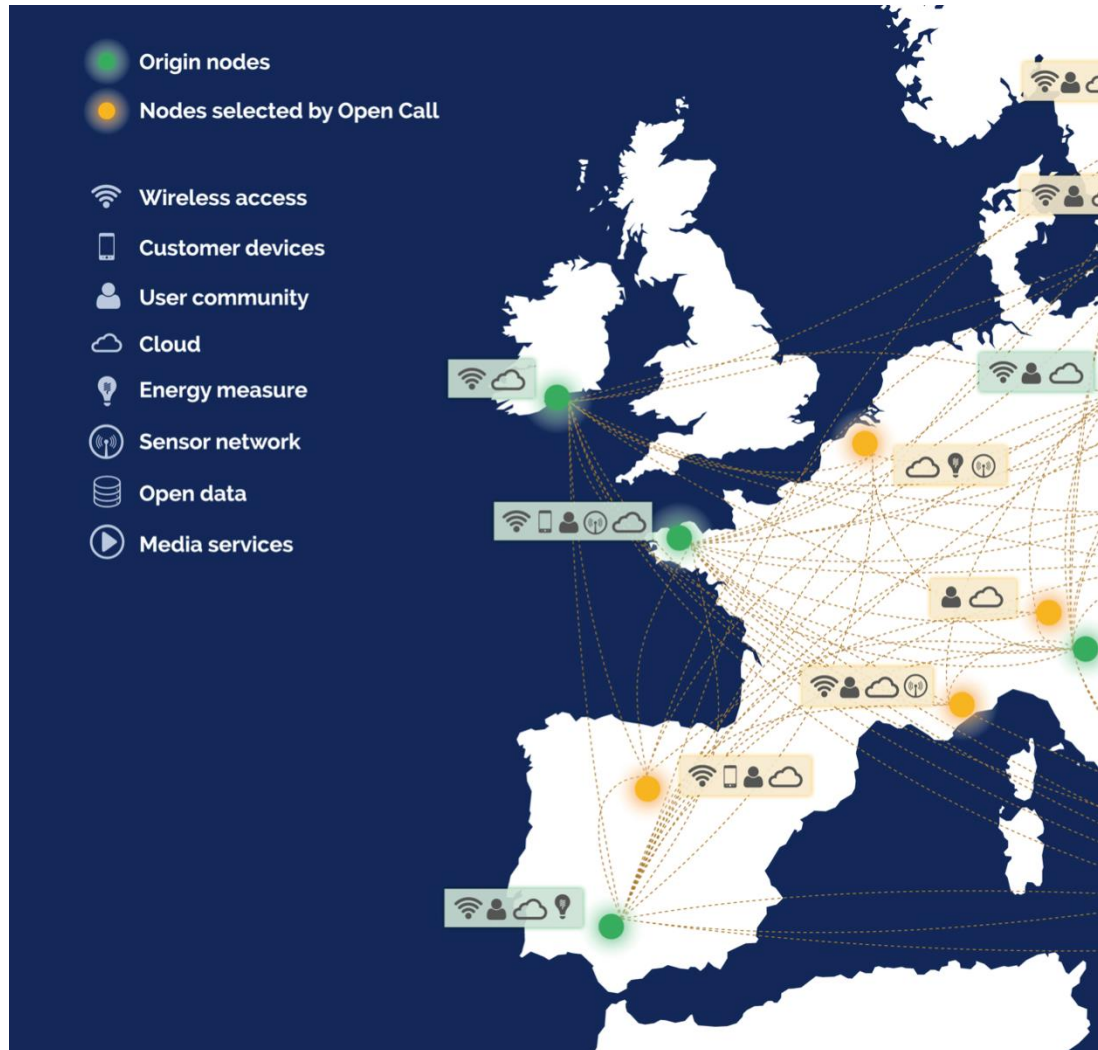 Origin nodes
Nodes selected by Open Call
Wireless access
Customer devices
User community
Cloud
Energy measure
Sensor network
Open data
Media services